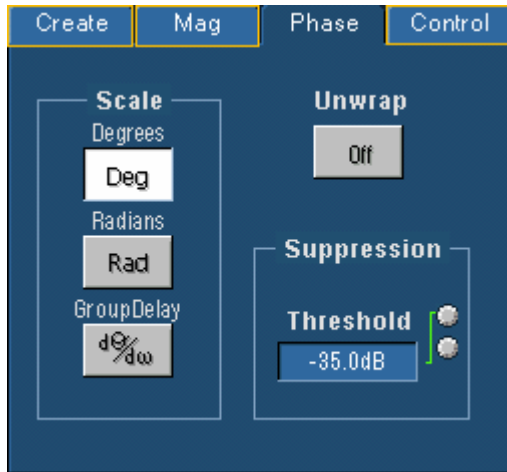 Create Mag Phase Control
Scale
Degrees
Deg
Radians
Rad
GroupDelay
dΘ/dω
Unwrap
Off
Suppression
Threshold
-35.0dB